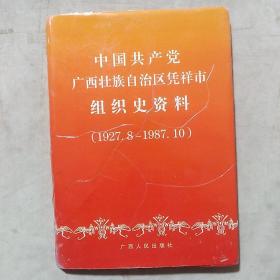 中国共产党
广西壮族自治区凭祥市
组织史资料
(1927.8-1987.10)
广西人民出版社